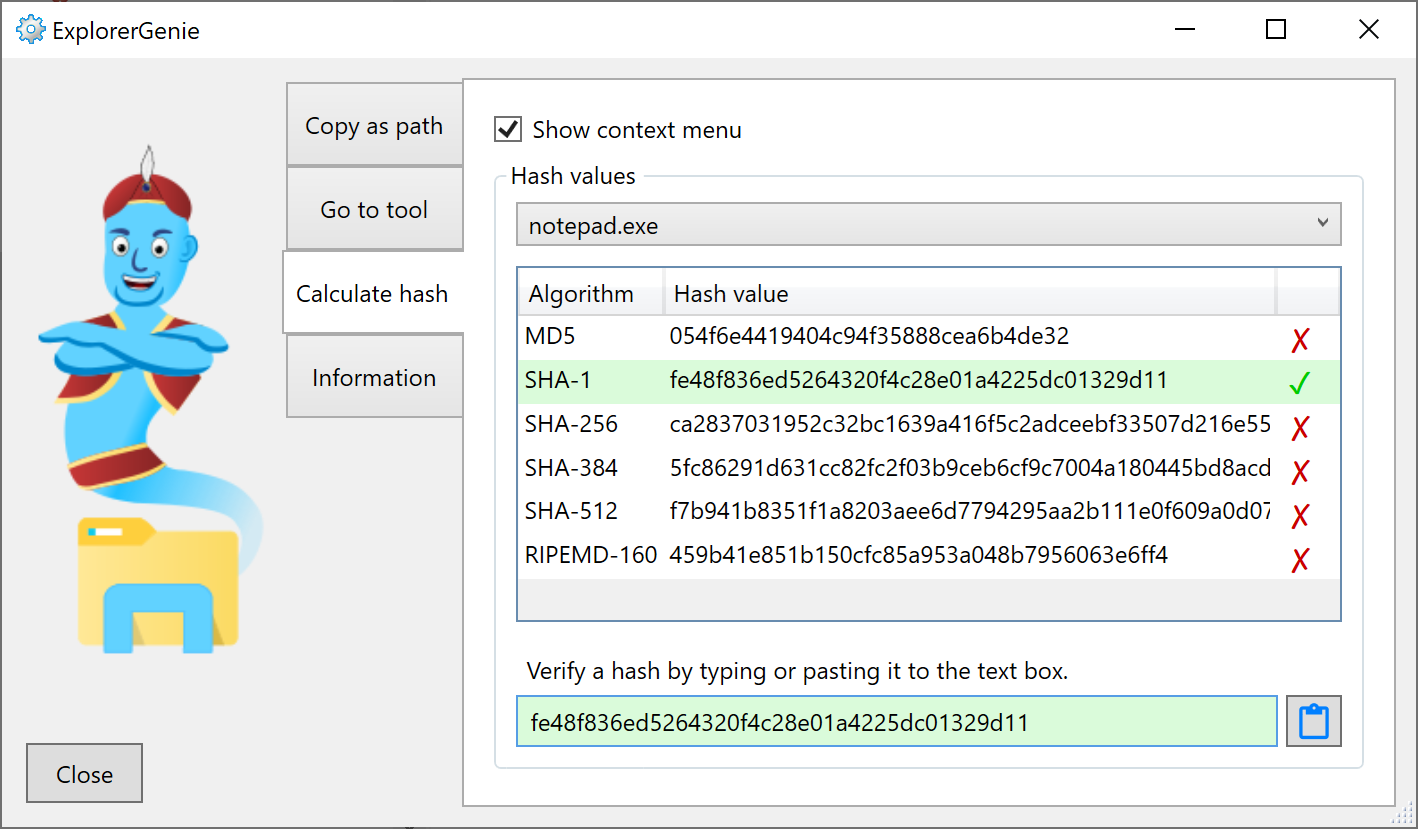 ExplorerGenie
Copy as path
Go to tool
Calculate hash
Information
Close
Show context menu
Hash values
notepad.exe
Algorithm Hash value
MD5 054f6e4419404c94f35888cea6b4de32
SHA-1 fe48f836ed5264320f4c28e01a4225dc01329d11
SHA-256 ca2837031952c32bc1639a416f5c2adceebf33507d216e55
SHA-384 5fc86291d631cc82fc2f03b9ceb6cf9c7004a180445bd8acd
SHA-512 f7b941b8351f1a8203aee6d7794295aa2b111e0f609a0d07
RIPEMD-160 459b41e851b150cfc85a953a048b7956063e6ff4
Verify a hash by typing or pasting it to the text box.
fe48f836ed5264320f4c28e01a4225dc01329d11